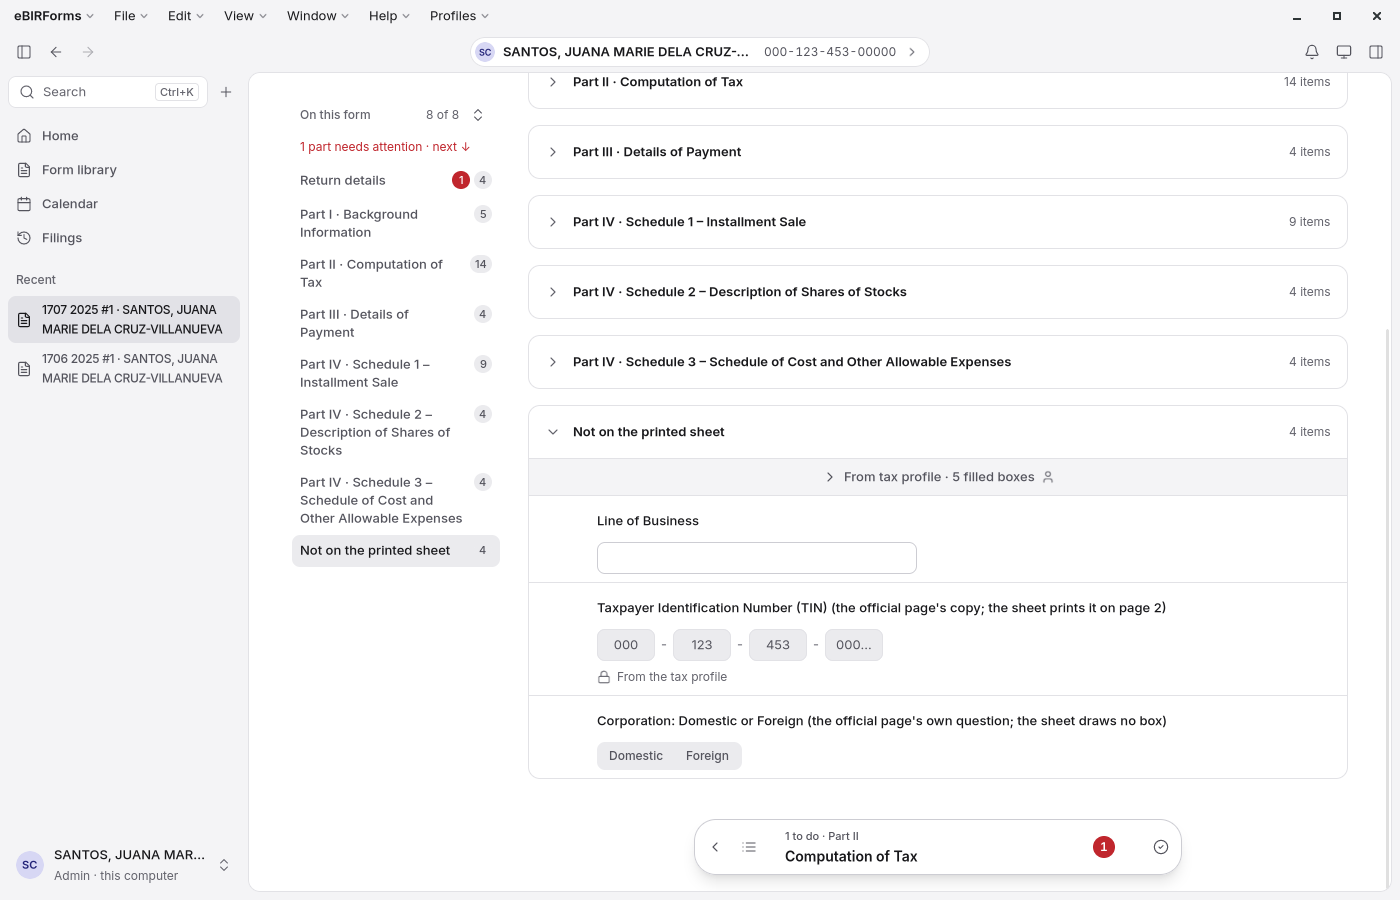 eBIRForms File Edit View Window Help Profiles
SC SANTOS, JUANA MARIE DELA CRUZ-... 000-123-453-00000
Search Ctrl+K
Home
Form library
Calendar
Filings
Recent
1707 2025 #1 · SANTOS, JUANA
MARIE DELA CRUZ-VILLANUEVA
1706 2025 #1 · SANTOS, JUANA
MARIE DELA CRUZ-VILLANUEVA
SC SANTOS, JUANA MAR...
Admin · this computer
On this form 8 of 8
1 part needs attention · next ↓
Return details 1 4
Part I · Background 5
Information
Part II · Computation of 14
Tax
Part III · Details of 4
Payment
Part IV · Schedule 1 – 9
Installment Sale
Part IV · Schedule 2 – 4
Description of Shares of
Stocks
Part IV · Schedule 3 – 4
Schedule of Cost and
Other Allowable Expenses
Not on the printed sheet 4
Part II · Computation of Tax 14 items
Part III · Details of Payment 4 items
Part IV · Schedule 1 – Installment Sale 9 items
Part IV · Schedule 2 – Description of Shares of Stocks 4 items
Part IV · Schedule 3 – Schedule of Cost and Other Allowable Expenses 4 items
Not on the printed sheet 4 items
From tax profile · 5 filled boxes
Line of Business
Taxpayer Identification Number (TIN) (the official page's copy; the sheet prints it on page 2)
000 - 123 - 453 - 000...
From the tax profile
Corporation: Domestic or Foreign (the official page's own question; the sheet draws no box)
Domestic Foreign
1 to do · Part II
Computation of Tax 1